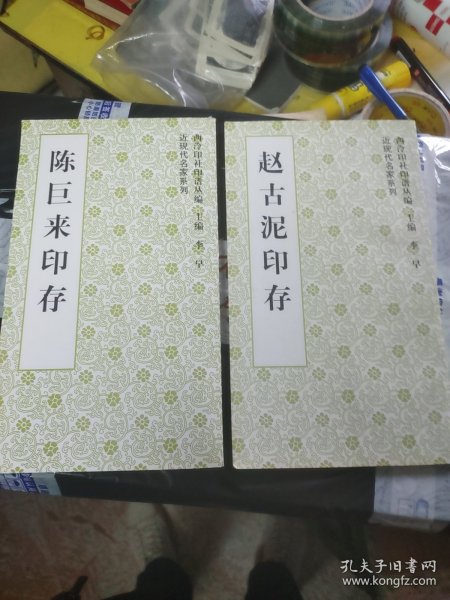 西泠印社印谱丛编 主编 李早
近现代名家系列
陈巨来印存
西泠印社印谱丛编 主编 李早
近现代名家系列
赵古泥印存
孔夫子旧书网
www.kongfz.com